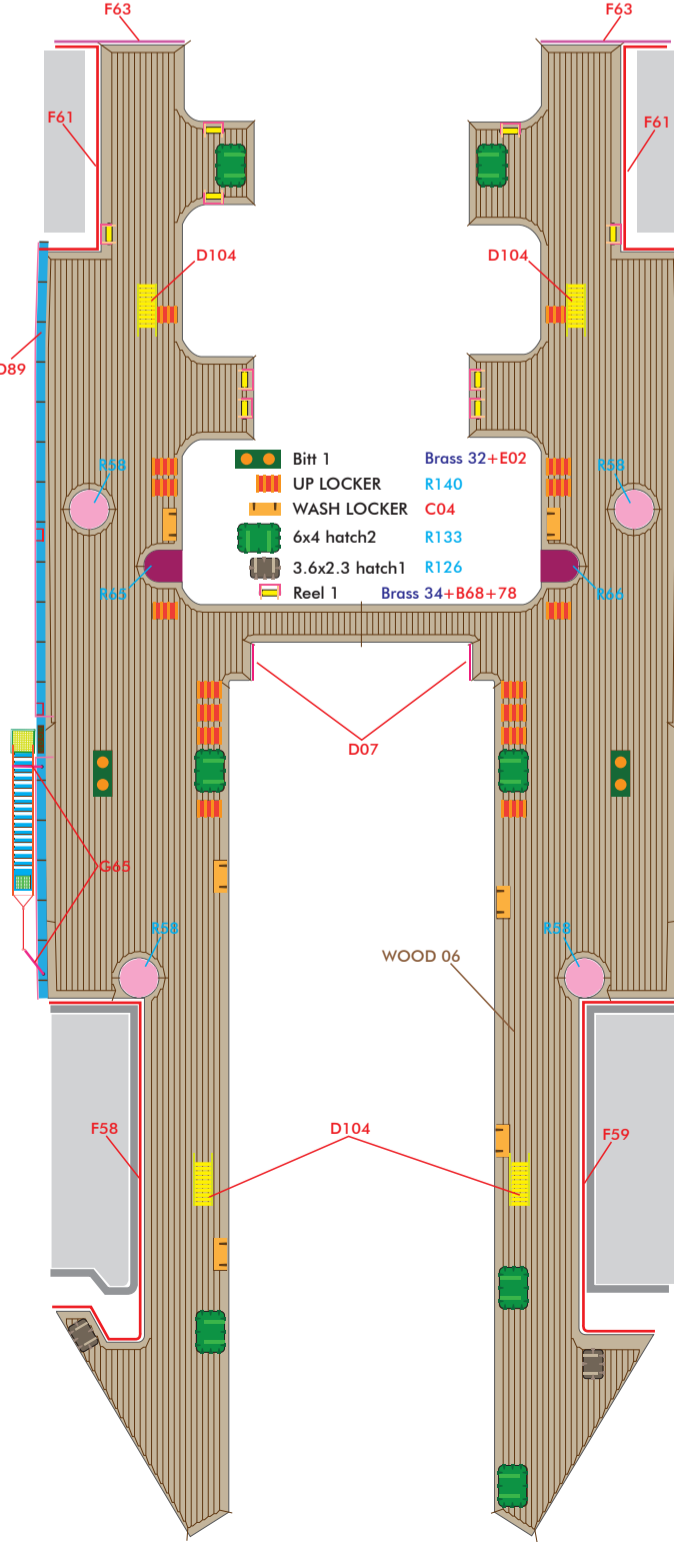 F63 F63
F61 F61
D104 D104
D89
R58 R58
Bitt 1 Brass 32+E02
UP LOCKER R140
WASH LOCKER C04
6x4 hatch2 R133
3.6x2.3 hatch1 R126
Reel 1 Brass 34+B68+78
R65 R66
D07
G65
R58 R58
WOOD 06
F58 D104 F59